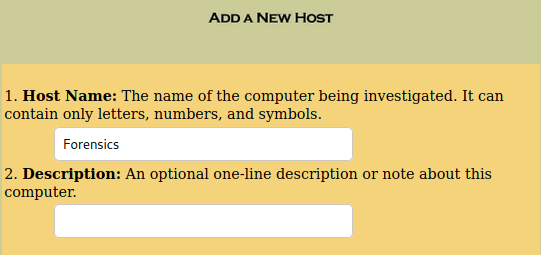 ADD A NEW HOST
1. Host Name: The name of the computer being investigated. It can
contain only letters, numbers, and symbols.
Forensics
2. Description: An optional one-line description or note about this
computer.